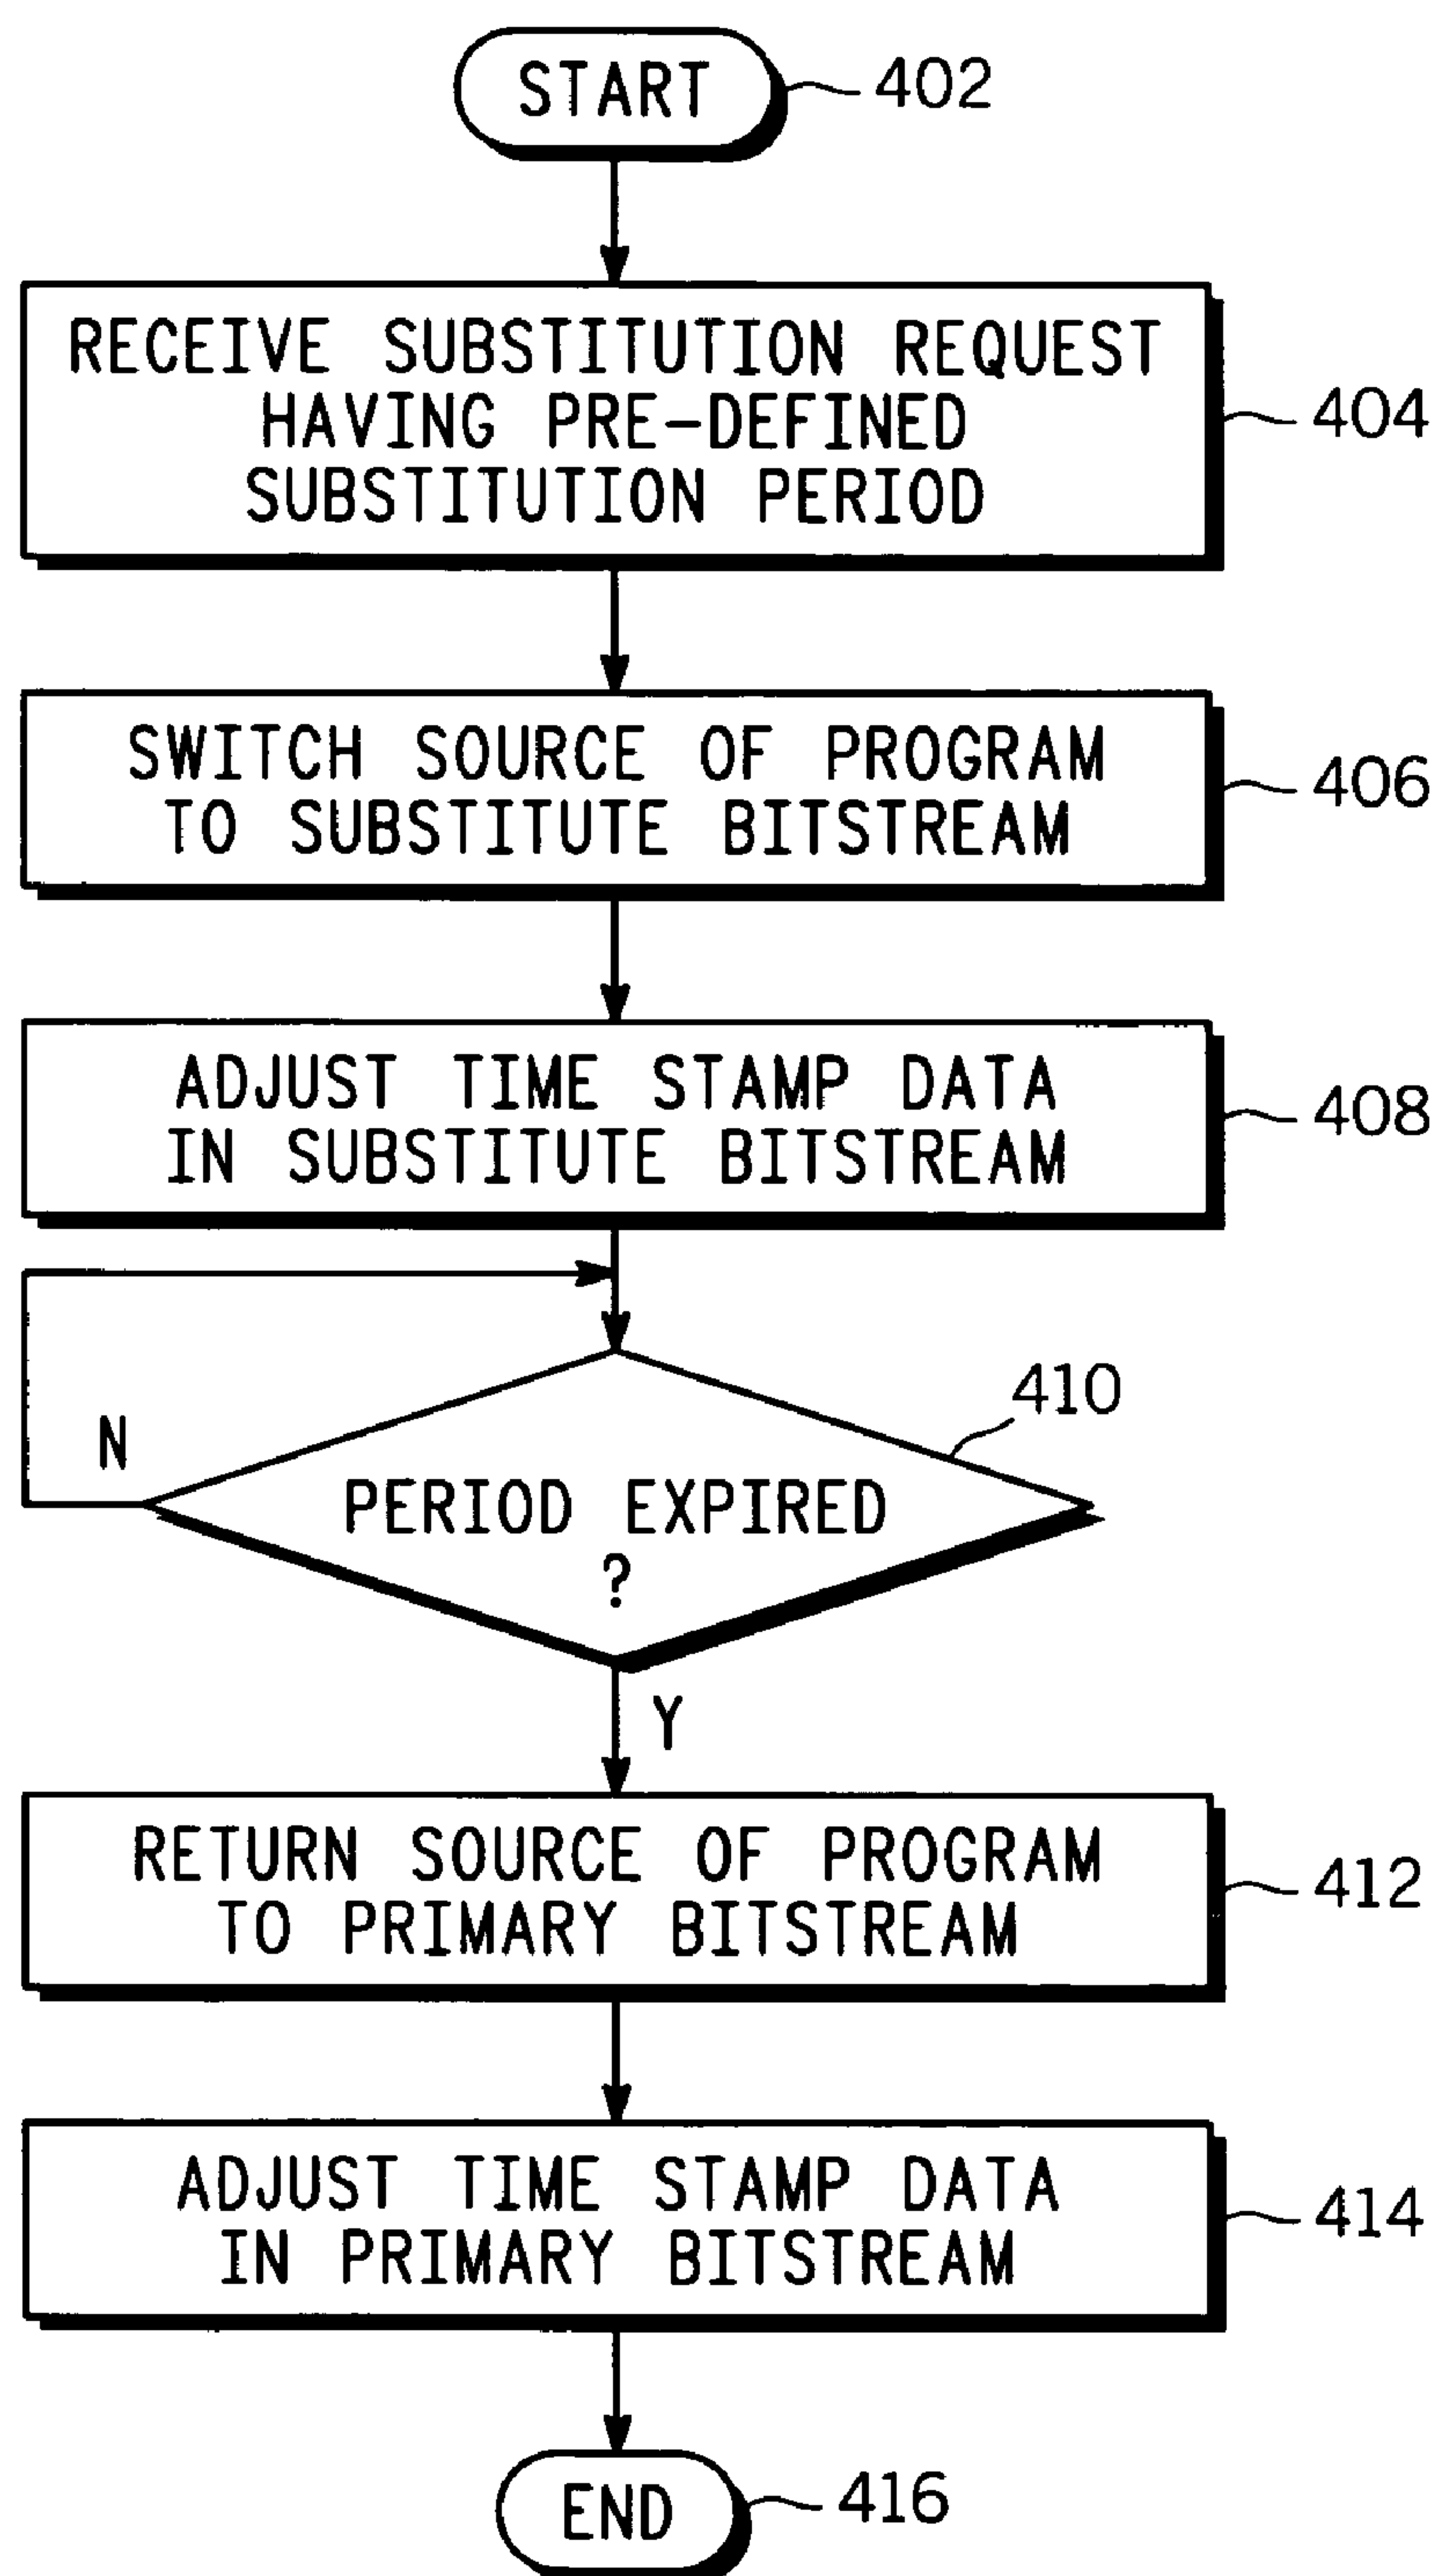 START
402
RECEIVE SUBSTITUTION REQUEST
HAVING PRE-DEFINED
SUBSTITUTION PERIOD
404
SWITCH SOURCE OF PROGRAM
TO SUBSTITUTE BITSTREAM
406
ADJUST TIME STAMP DATA
IN SUBSTITUTE BITSTREAM
408
410
N
PERIOD EXPIRED
?
Y
RETURN SOURCE OF PROGRAM
TO PRIMARY BITSTREAM
412
ADJUST TIME STAMP DATA
IN PRIMARY BITSTREAM
414
END
416